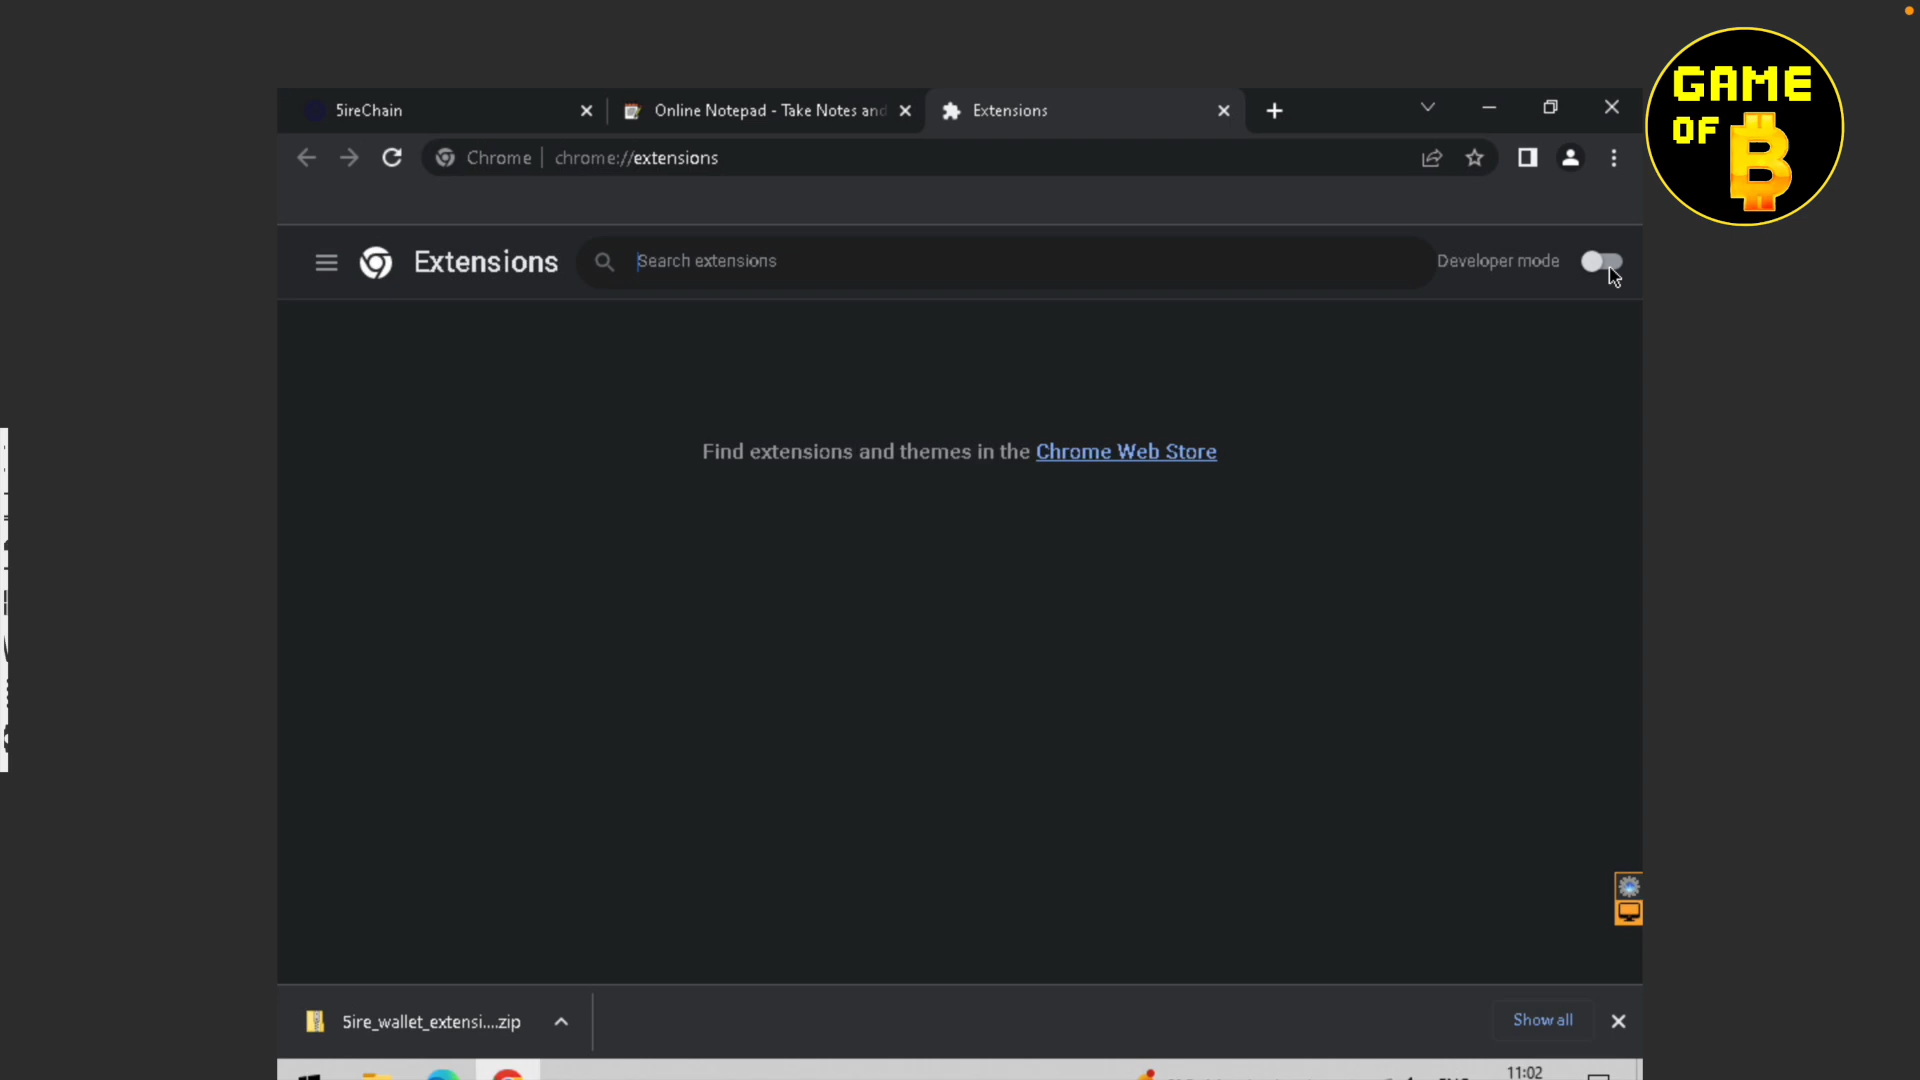 GAME
OF
5ireChain
Online Notepad - Take Notes and
Extensions
Chrome
chrome://extensions
Extensions
Search extensions
Developer mode
Find extensions and themes in the Chrome Web Store
5ire_wallet_extensi....zip
Show all
11:02